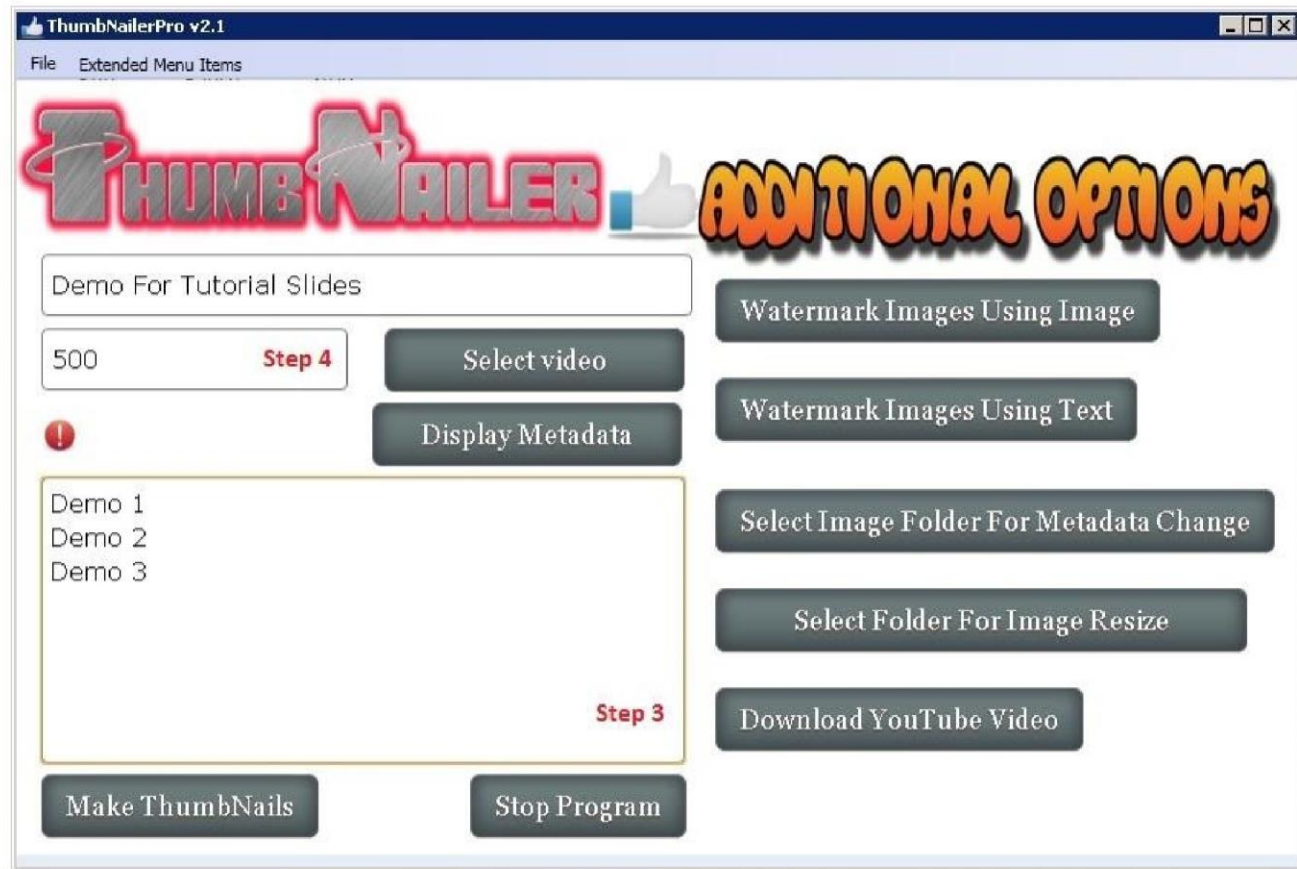 ThumbNailerPro v2.1
File Extended Menu Items
THUMBNAILER
ADDITIONAL OPTIONS
Demo For Tutorial Slides
500 Step 4
Select video
Display Metadata
Demo 1
Demo 2
Demo 3
Step 3
Make ThumbNails
Stop Program
Watermark Images Using Image
Watermark Images Using Text
Select Image Folder For Metadata Change
Select Folder For Image Resize
Download YouTube Video